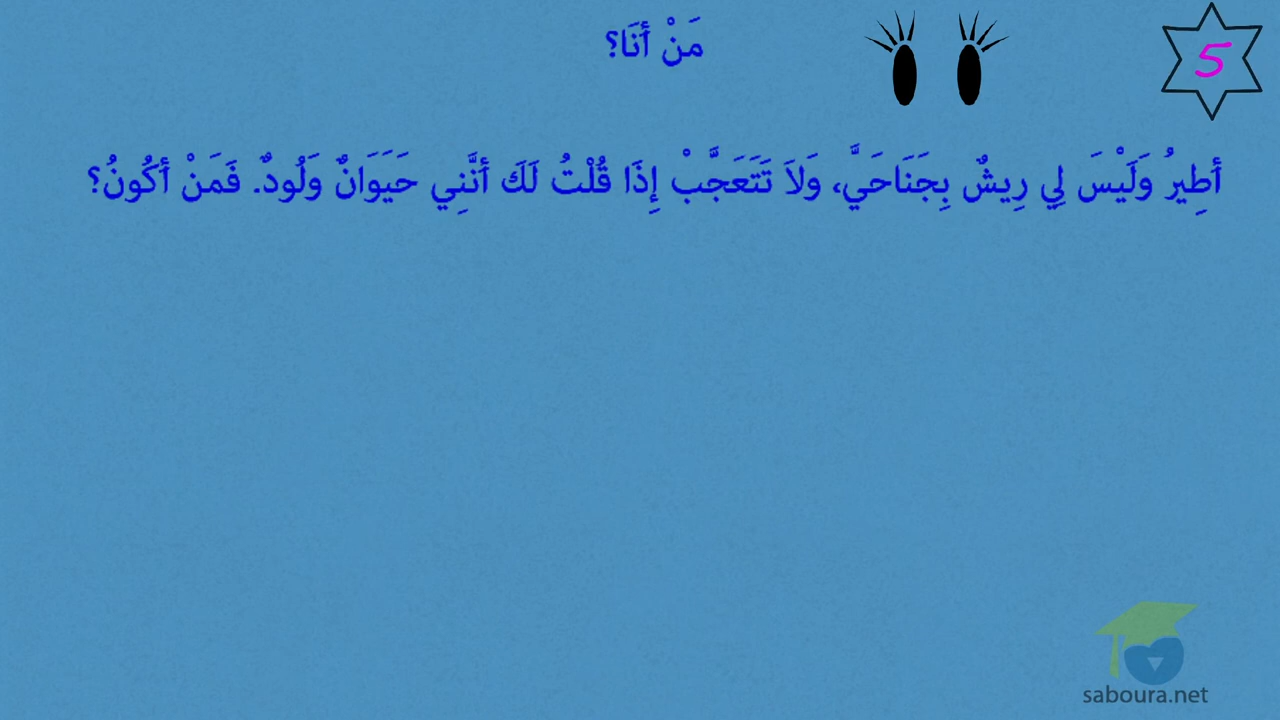 5
مَنْ أَنَا؟
أَطِيرُ وَلَيْسَ لِي رِيشٌ بِجَنَاحَيَّ، وَلاَ تَتَعَجَّبْ إِذَا قُلْتُ لَكَ أَنَّنِي حَيَوَانٌ وَلُودٌ. فَمَنْ أَكُونُ؟
saboura.net